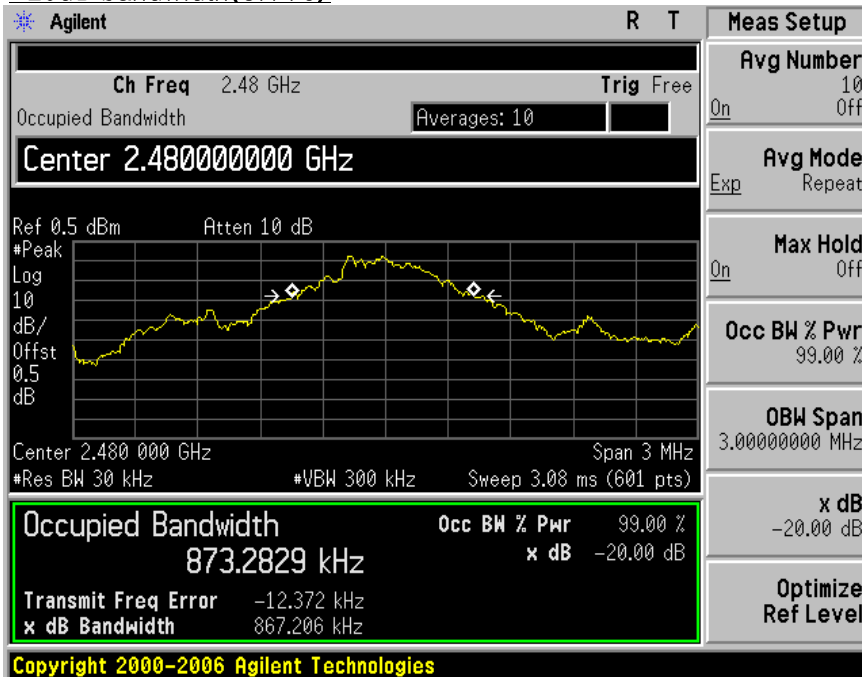 Agilent R T
Ch Freq 2.48 GHz Trig Free
Occupied Bandwidth Averages: 10
Center 2.480000000 GHz
Ref 0.5 dBm Atten 10 dB
#Peak
Log
10
dB/
Offst
0.5
dB
Center 2.480 000 GHz Span 3 MHz
#Res BW 30 kHz #VBW 300 kHz Sweep 3.08 ms (601 pts)
Occupied Bandwidth Occ BW % Pwr 99.00 %
873.2829 kHz x dB -20.00 dB
Transmit Freq Error -12.372 kHz
x dB Bandwidth 867.206 kHz
Copyright 2000-2006 Agilent Technologies
Meas Setup
Avg Number
10
On Off
Avg Mode
Exp Repeat
Max Hold
On Off
Occ BW % Pwr
99.00 %
OBW Span
3.00000000 MHz
x dB
-20.00 dB
Optimize
Ref Level